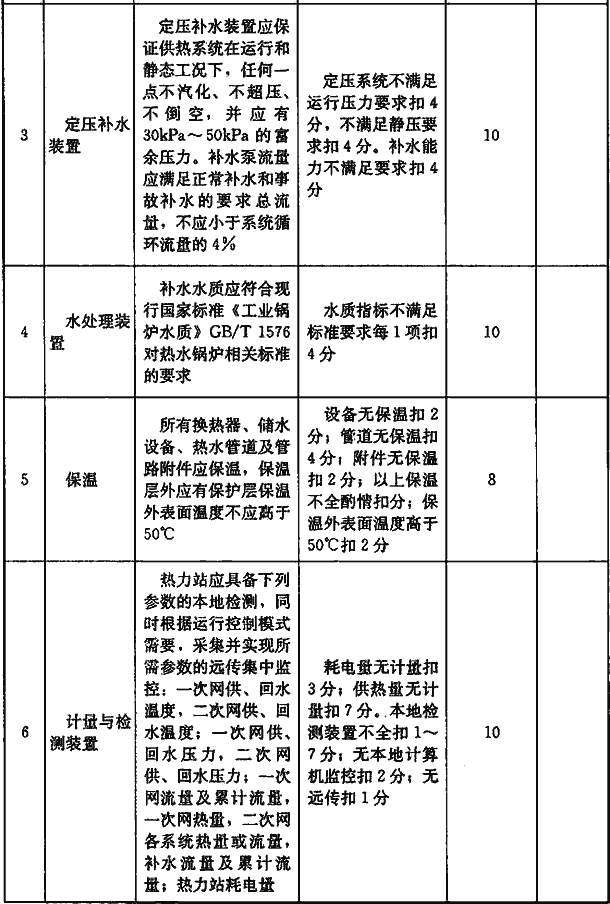 3
定压补水
装置
定压补水装置应保
证供热系统在运行和
静态工况下，任何一
点不汽化、不超压、
不倒空，并应有
30kPa～50kPa 的富
余压力。补水泵流量
应满足正常补水和事
故补水的要求总流
量，不应小于系统循
环流量的 4%
定压系统不满足
运行压力要求扣 4
分，不满足静压要
求扣 4 分。补水能
力不满足要求扣 4
分
10
4
水处理装
置
补水水质应符合现
行国家标准《工业锅
炉水质》GB/T 1576
对热水锅炉相关标准
的要求
水质指标不满足
标准要求每 1 项扣
4 分
10
5
保温
所有换热器、储水
设备、热水管道及管
路附件应保温，保温
层外应有保护层保温
外表面温度不应高于
50℃
设备无保温扣 2
分；管道无保温扣
4 分；附件无保温
扣 2 分；以上保温
不全酌情扣分；保
温外表面温度高于
50℃扣 2 分
8
6
计量与检
测装置
热力站应具备下列
参数的本地检测，同
时根据运行控制模式
需要，采集并实现所
需参数的远传集中监
控：一次网供、回水
温度，二次网供、回
水温度；一次网供、
回水压力，二次网
供、回水压力；一次
网流量及累计流量，
一次网热量，二次网
各系统热量或流量，
补水流量及累计流
量；热力站耗电量
耗电量无计量扣
3 分；供热量无计
量扣 7 分。本地检
测装置不全扣 1～
7 分；无本地计算
机监控扣 2 分；无
远传扣 1 分
10